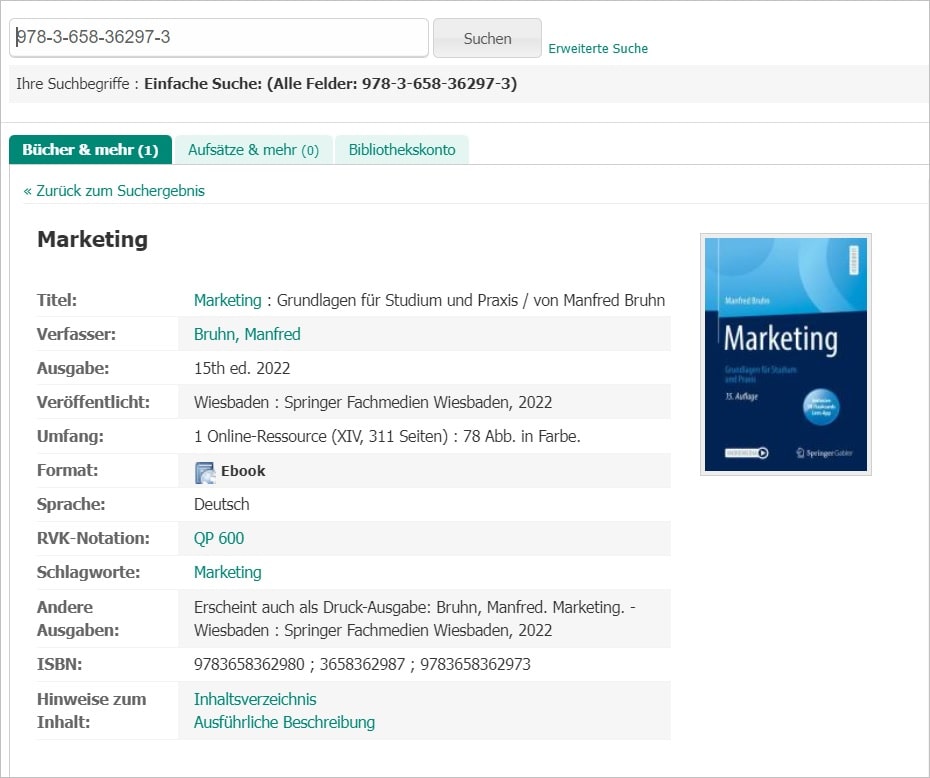 978-3-658-36297-3
Suchen
Erweiterte Suche
Ihre Suchbegriffe : Einfache Suche: (Alle Felder: 978-3-658-36297-3)
Bücher & mehr (1)
Aufsätze & mehr (0)
Bibliothekskonto
« Zurück zum Suchergebnis
Marketing
Titel: Marketing : Grundlagen für Studium und Praxis / von Manfred Bruhn
Verfasser: Bruhn, Manfred
Ausgabe: 15th ed. 2022
Veröffentlicht: Wiesbaden : Springer Fachmedien Wiesbaden, 2022
Umfang: 1 Online-Ressource (XIV, 311 Seiten) : 78 Abb. in Farbe.
Format: Ebook
Sprache: Deutsch
RVK-Notation: QP 600
Schlagworte: Marketing
Andere Ausgaben: Erscheint auch als Druck-Ausgabe: Bruhn, Manfred. Marketing. -
Wiesbaden : Springer Fachmedien Wiesbaden, 2022
ISBN: 9783658362980 ; 3658362987 ; 9783658362973
Hinweise zum Inhalt: Inhaltsverzeichnis
Ausführliche Beschreibung
Manfred Bruhn
Marketing
Grundlagen für Studium
und Praxis
15. Auflage
Springer Gabler